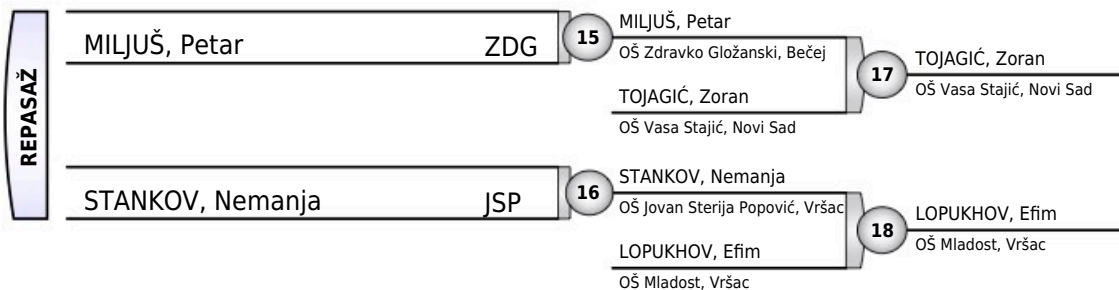 REPASAŽ
MILJUŠ, Petar ZDG
15
MILJUŠ, Petar
OŠ Zdravko Gložanski, Bečej
TOJAGIĆ, Zoran
OŠ Vasa Stajić, Novi Sad
17
TOJAGIĆ, Zoran
OŠ Vasa Stajić, Novi Sad
STANKOV, Nemanja JSP
16
STANKOV, Nemanja
OŠ Jovan Sterija Popović, Vršac
LOPUKHOV, Efim
OŠ Mladost, Vršac
18
LOPUKHOV, Efim
OŠ Mladost, Vršac